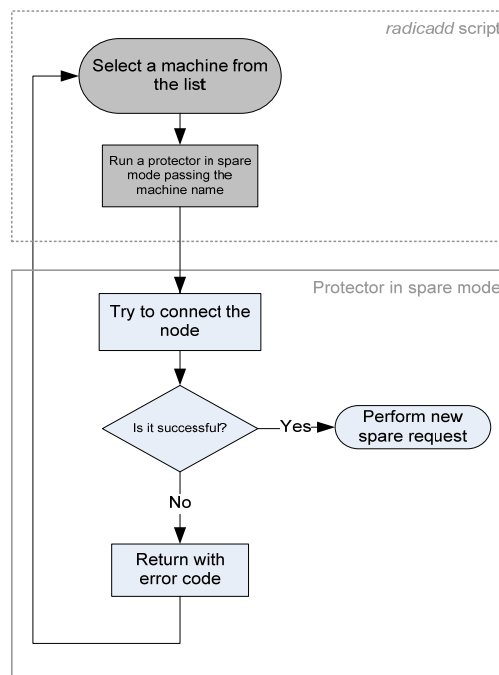 radicadd script
Select a machine from
the list
Run a protector in spare
mode passing the
machine name
Protector in spare mode
Try to connect the
node
Is it successful?
Yes
Perform new
spare request
No
Return with
error code